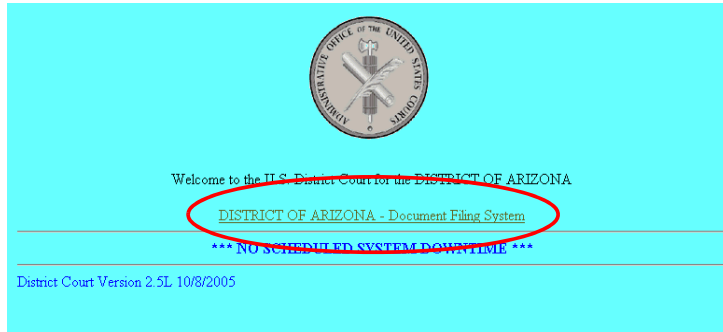 ADMINISTRATIVE OFFICE OF THE UNITED STATES COURTS
Welcome to the U.S. District Court for the DISTRICT OF ARIZONA
DISTRICT OF ARIZONA - Document Filing System
*** NO SCHEDULED SYSTEM DOWNTIME ***
District Court Version 2.5L 10/8/2005